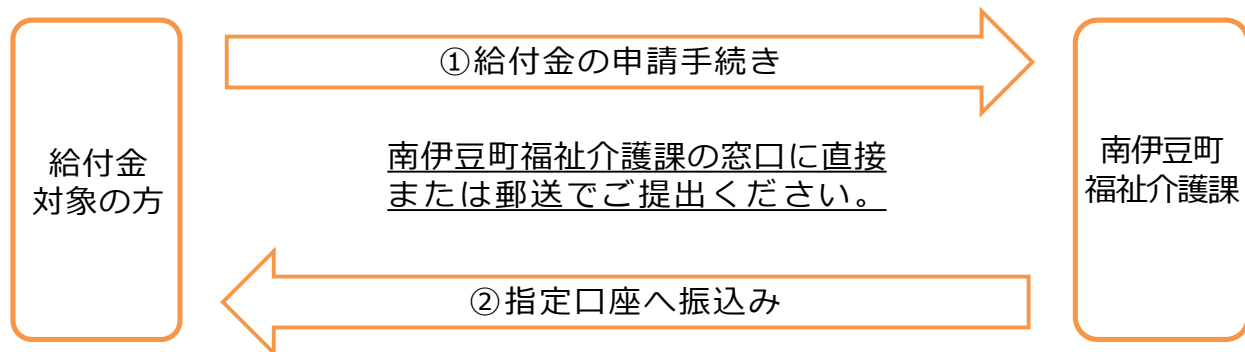 ①給付金の申請手続き
給付金
対象の方
南伊豆町福祉介護課の窓口に直接
または郵送でご提出ください。
南伊豆町
福祉介護課
②指定口座へ振込み